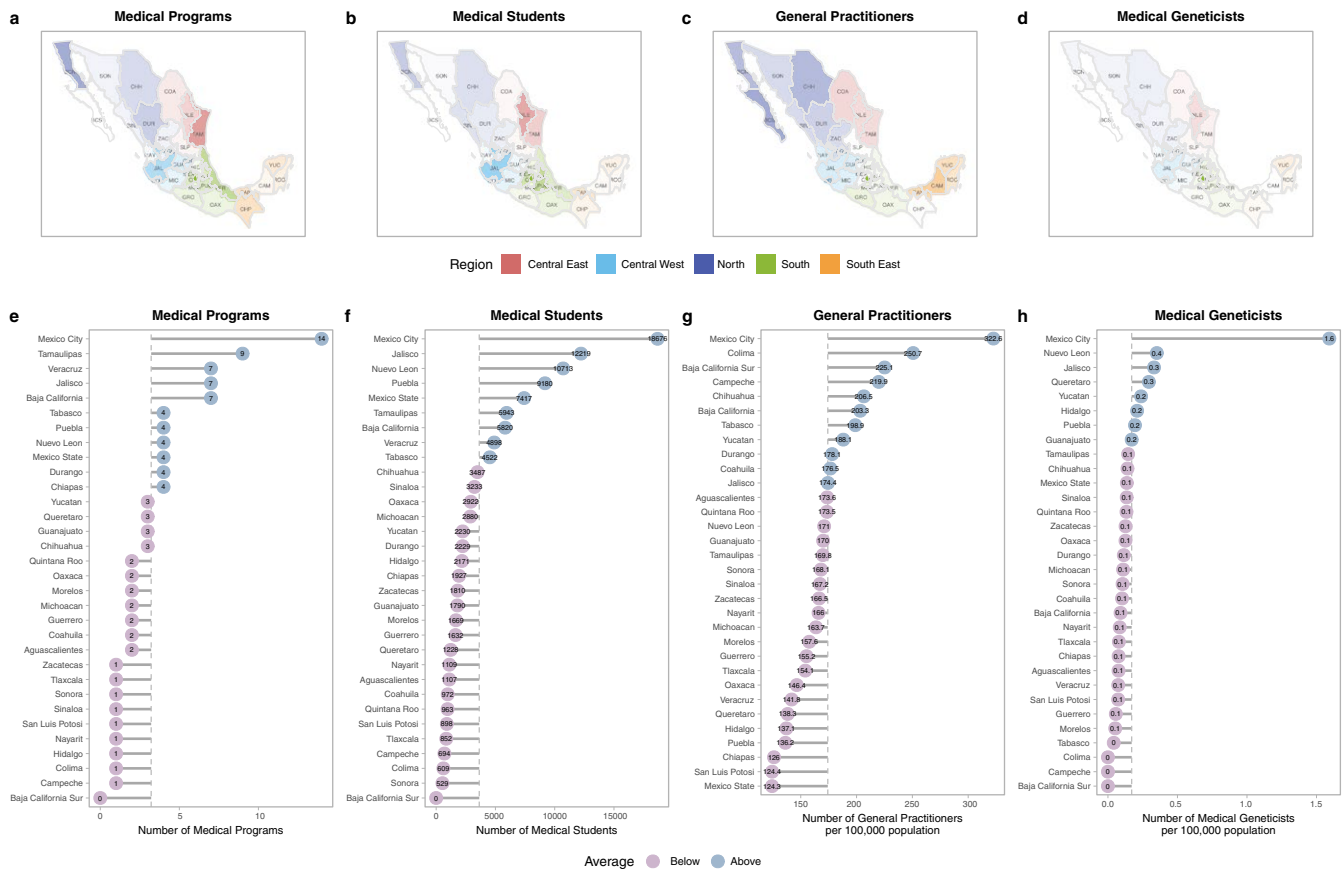 a Medical Programs
b Medical Students
c General Practitioners
d Medical Geneticists
Region Central East Central West North South South East
e Medical Programs
Mexico City 14
Tamaulipas 9
Veracruz 7
Jalisco 7
Baja California 7
Tabasco 4
Puebla 4
Nuevo Leon 4
Mexico State 4
Durango 4
Chiapas 4
Yucatan 3
Queretaro 3
Guanajuato 3
Chihuahua 3
Quintana Roo 2
Oaxaca 2
Morelos 2
Michoacan 2
Guerrero 2
Coahuila 2
Aguascalientes 2
Zacatecas 1
Tlaxcala 1
Sonora 1
Sinaloa 1
San Luis Potosi 1
Nayarit 1
Hidalgo 1
Colima 1
Campeche 1
Baja California Sur 0
0 5 10
Number of Medical Programs
f Medical Students
Mexico City 18676
Jalisco 12219
Nuevo Leon 10713
Puebla 9180
Mexico State 7417
Tamaulipas 5943
Baja California 5820
Veracruz 4898
Tabasco 4522
Chihuahua 3487
Sinaloa 3233
Oaxaca 2922
Michoacan 2880
Yucatan 2230
Durango 2229
Hidalgo 2171
Chiapas 1927
Zacatecas 1810
Guanajuato 1790
Morelos 1669
Guerrero 1632
Queretaro 1228
Nayarit 1109
Aguascalientes 1107
Coahuila 972
Quintana Roo 963
San Luis Potosi 898
Tlaxcala 852
Campeche 694
Colima 609
Sonora 529
Baja California Sur 0
0 5000 10000 15000
Number of Medical Students
g General Practitioners
Mexico City 322.6
Colima 250.7
Baja California Sur 225.1
Campeche 219.9
Chihuahua 206.5
Baja California 203.3
Tabasco 198.9
Yucatan 188.1
Durango 178.1
Coahuila 176.5
Jalisco 174.4
Aguascalientes 173.6
Quintana Roo 173.5
Nuevo Leon 171
Guanajuato 170
Tamaulipas 169.8
Sonora 168.1
Sinaloa 167.2
Zacatecas 166.5
Nayarit 166
Michoacan 163.7
Morelos 157.6
Guerrero 155.2
Tlaxcala 154.1
Oaxaca 146.4
Veracruz 141.8
Queretaro 138.3
Hidalgo 137.1
Puebla 136.2
Chiapas 126
San Luis Potosi 124.4
Mexico State 124.3
150 200 250 300
Number of General Practitioners
per 100,000 population
h Medical Geneticists
Mexico City 1.6
Nuevo Leon 0.4
Jalisco 0.3
Queretaro 0.3
Yucatan 0.2
Hidalgo 0.2
Puebla 0.2
Guanajuato 0.2
Tamaulipas 0.1
Chihuahua 0.1
Mexico State 0.1
Sinaloa 0.1
Quintana Roo 0.1
Zacatecas 0.1
Oaxaca 0.1
Durango 0.1
Michoacan 0.1
Sonora 0.1
Coahuila 0.1
Baja California 0.1
Nayarit 0.1
Tlaxcala 0.1
Chiapas 0.1
Aguascalientes 0.1
Veracruz 0.1
San Luis Potosi 0.1
Guerrero 0.1
Morelos 0.1
Tabasco 0
Colima 0
Campeche 0
Baja California Sur 0
0.0 0.5 1.0 1.5
Number of Medical Geneticists
per 100,000 population
Average Below Above